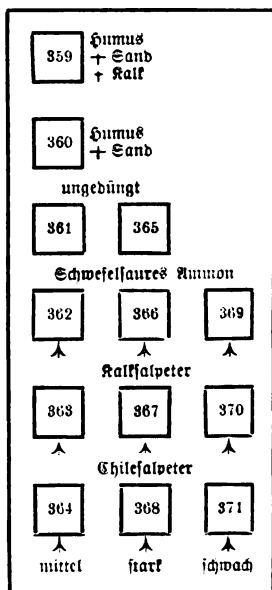 Humus
359 + Sand
+ Kalk
Humus
360 + Sand
ungedüngt
361 365
Schwefelsaures Ammon
362 366 369
Kalksalpeter
363 367 370
Chilesalpeter
364 368 371
mittel stark schwach